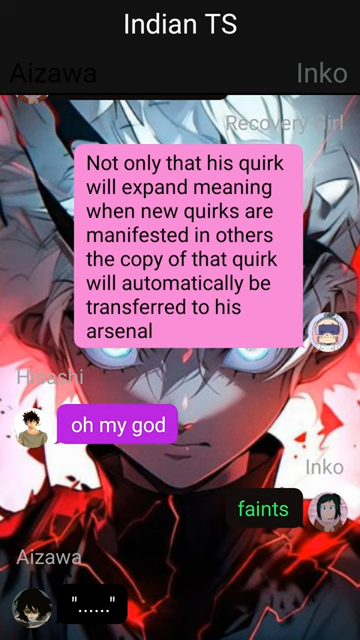 Indian TS
Aizawa
Inko
Recovery Girl
Not only that his quirk
will expand meaning
when new quirks are
manifested in others
the copy of that quirk
will automatically be
transferred to his
arsenal
Hisashi
oh my god
Inko
faints
Aizawa
"......"